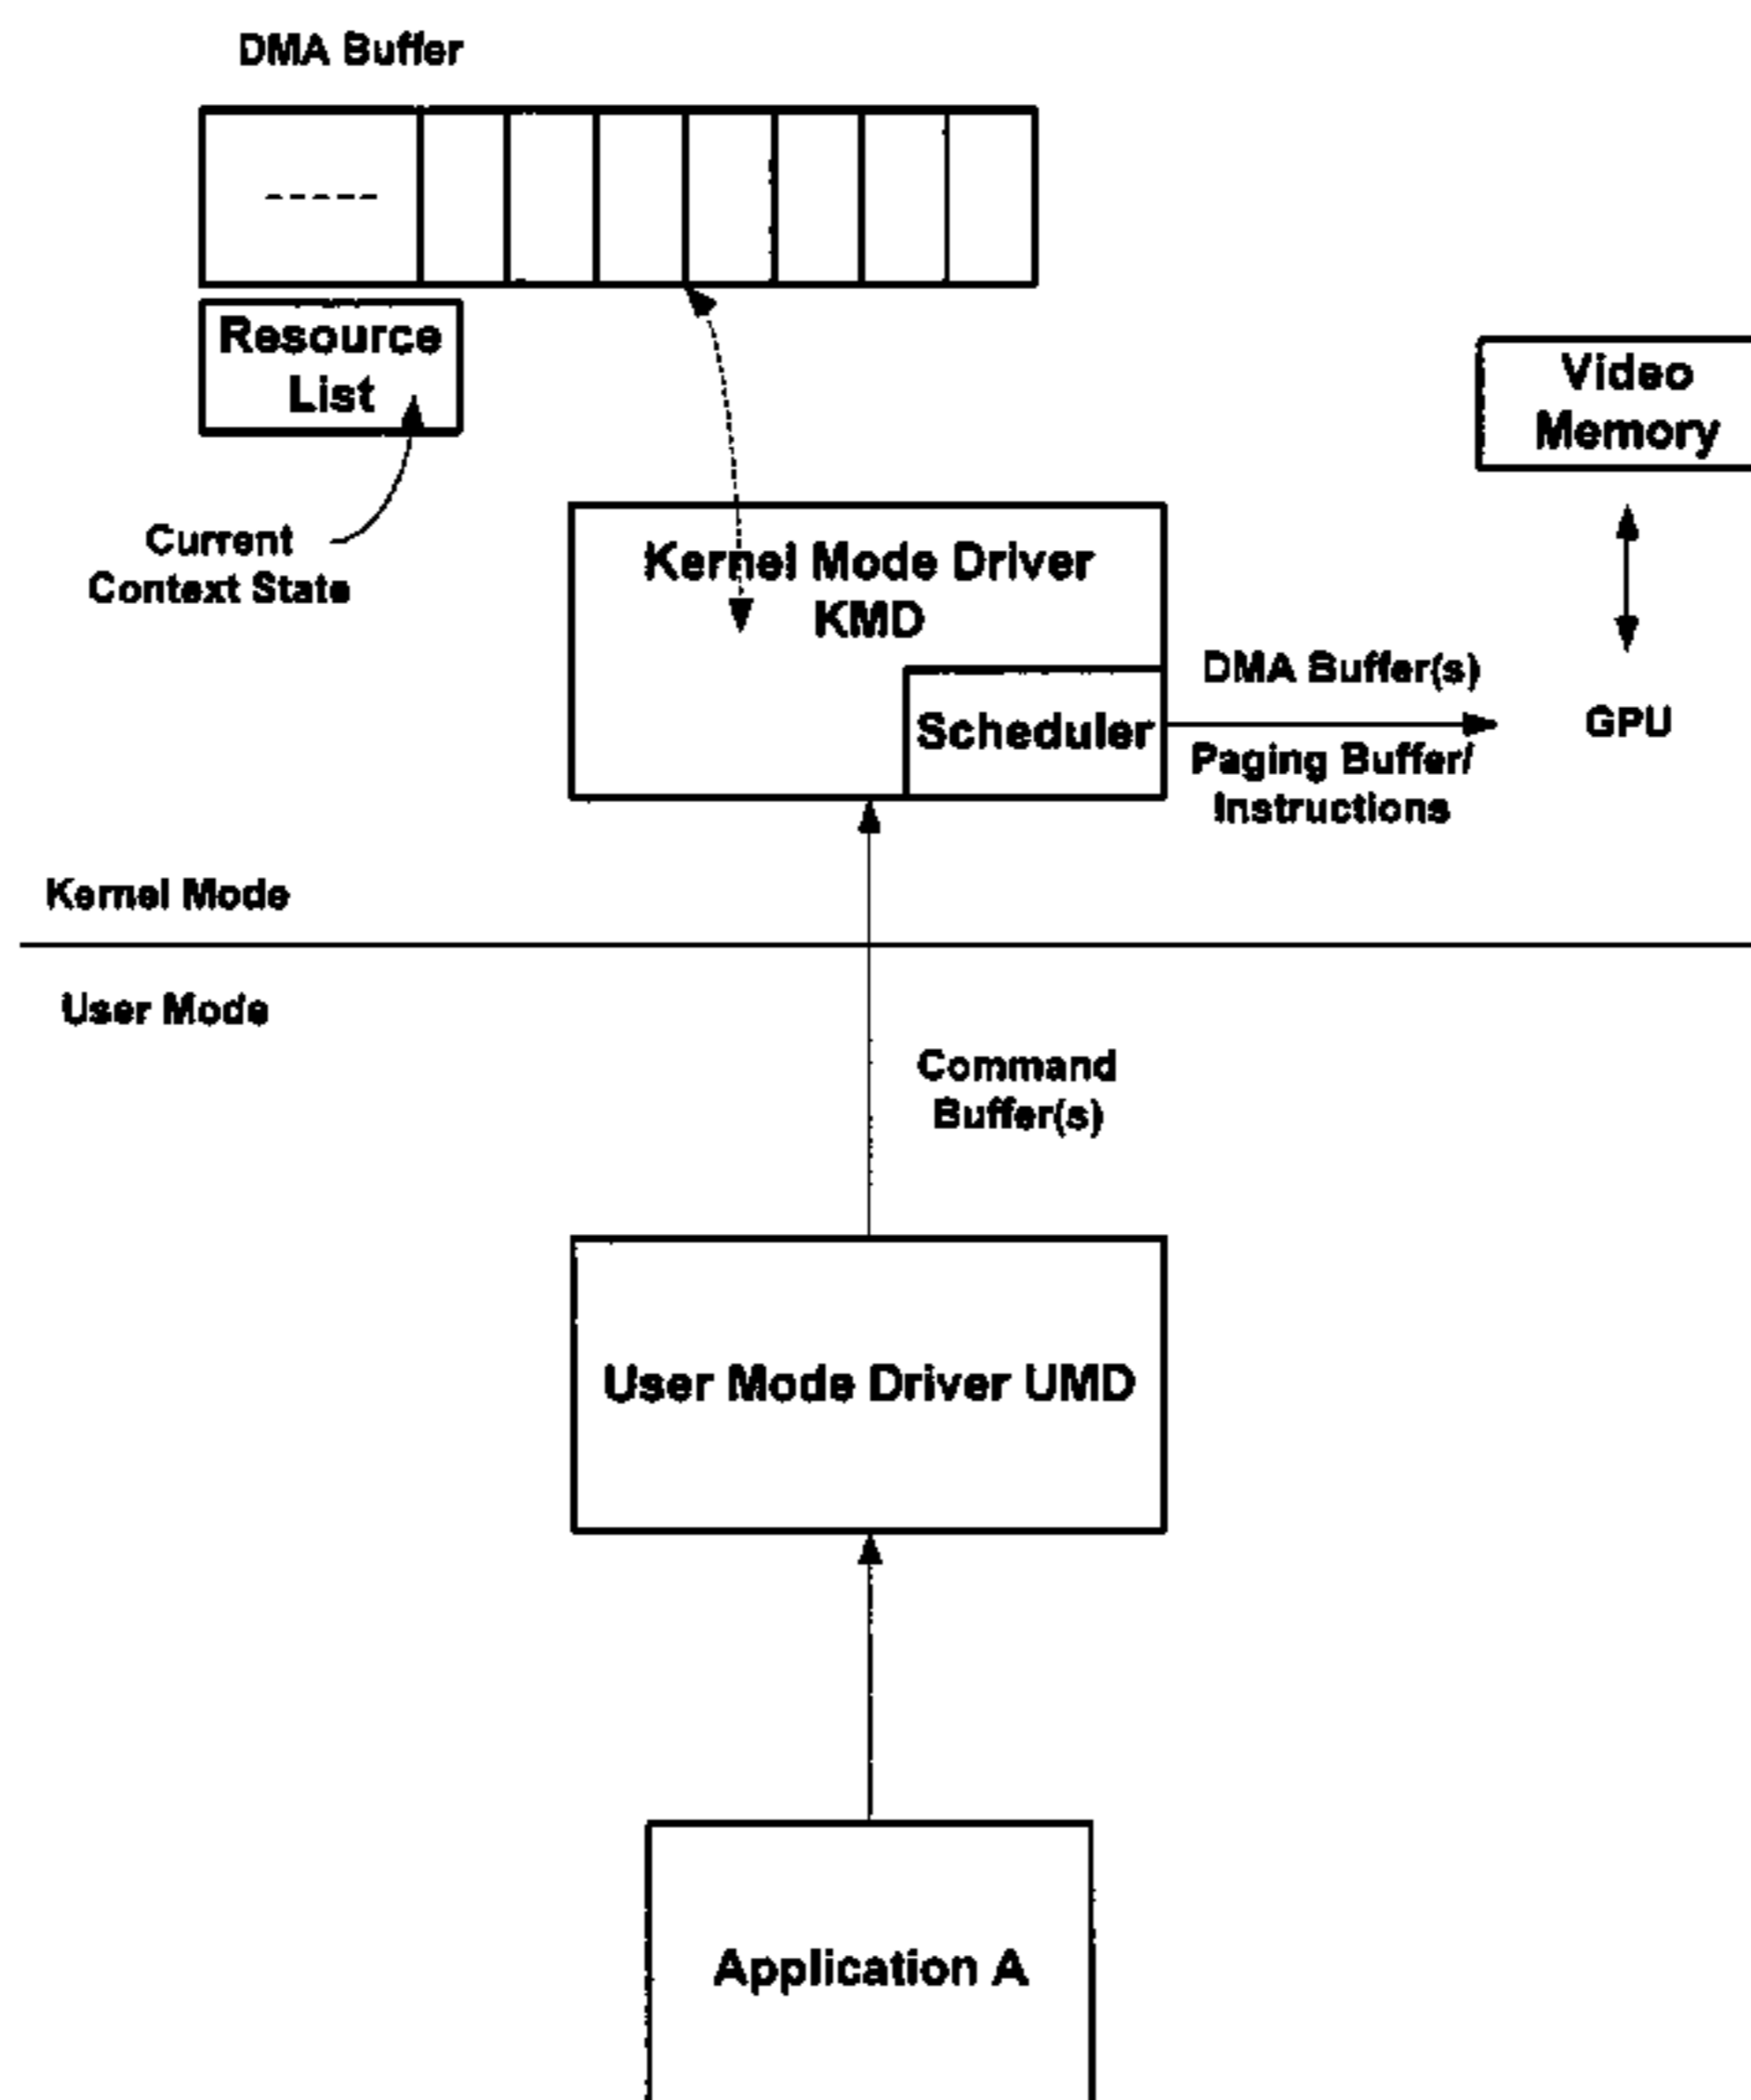 DMA Buffer
Resource
List
Video
Memory
Current
Context State
Kernel Mode Driver
KMD
DMA Buffer(s)
Scheduler
GPU
Paging Buffer/
Instructions
Kernel Mode
User Mode
Command
Buffer(s)
User Mode Driver UMD
Application A